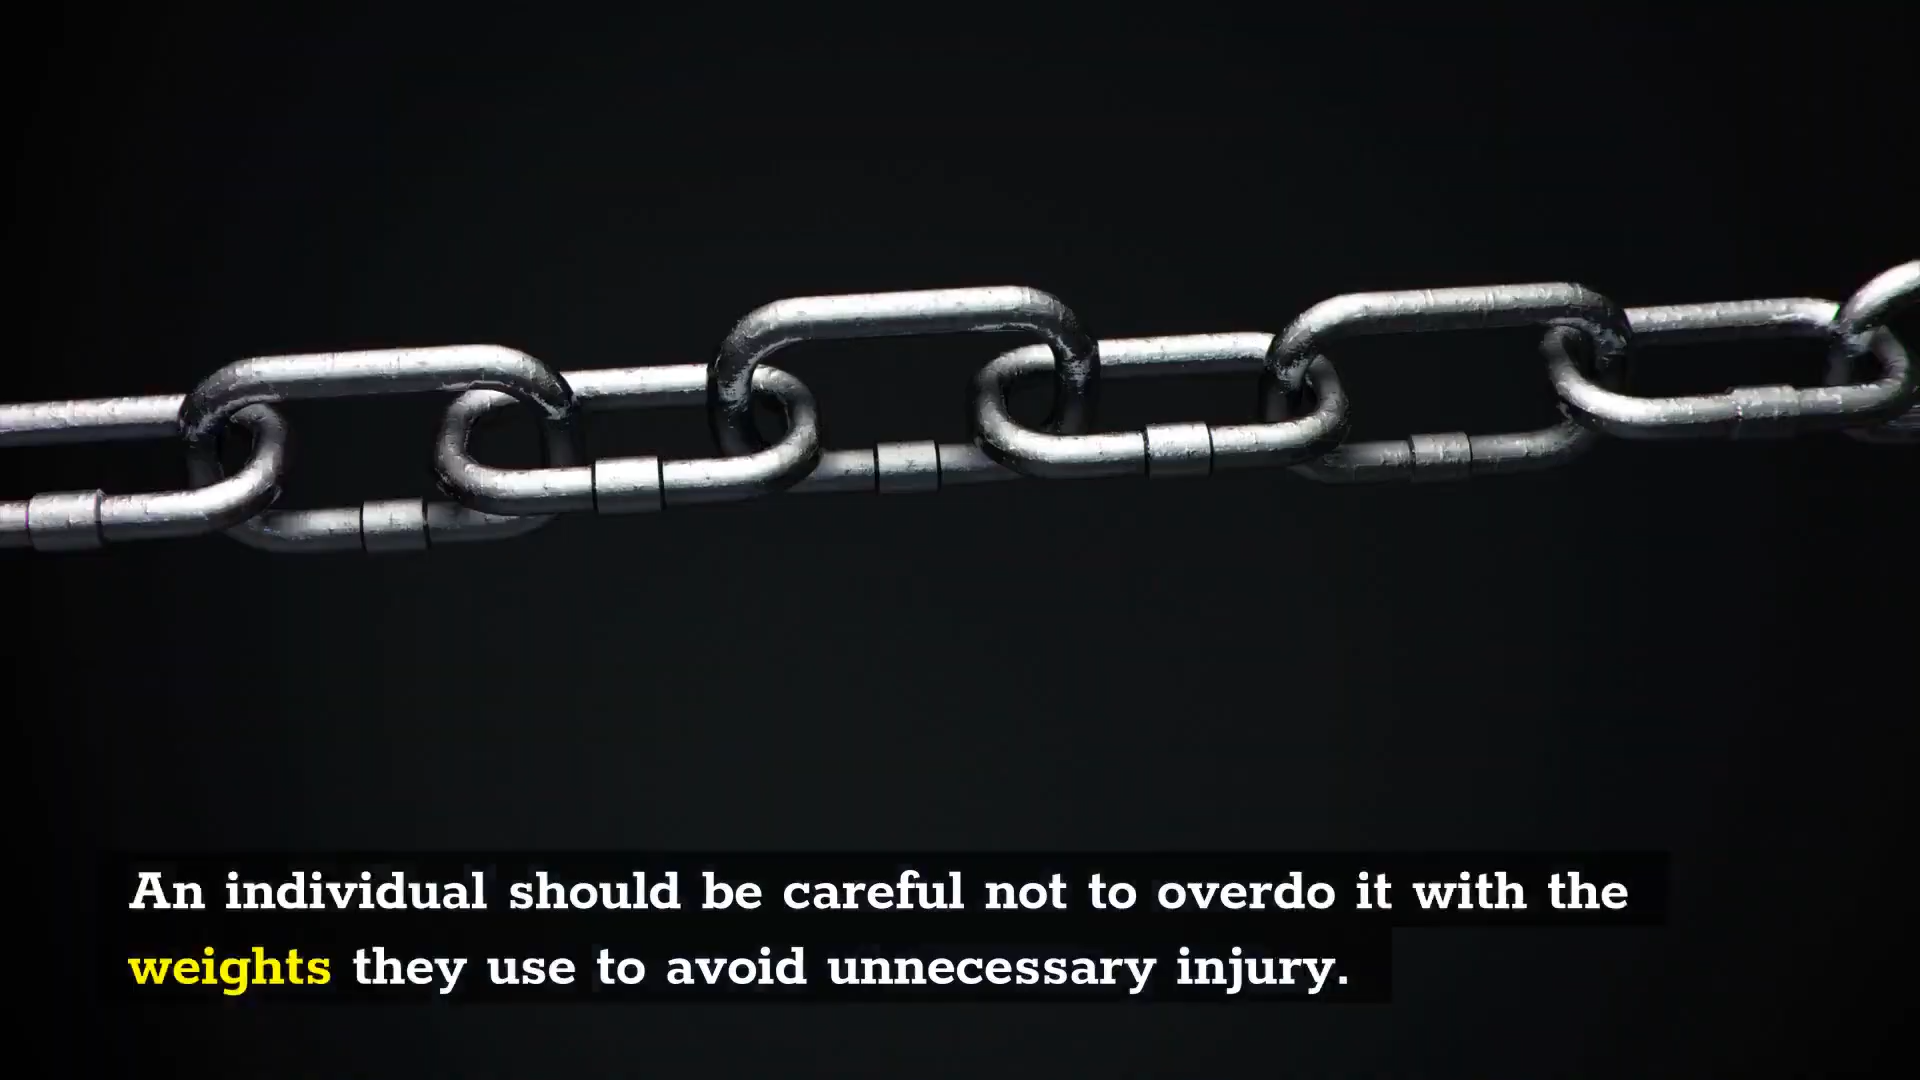 An individual should be careful not to overdo it with the
weights they use to avoid unnecessary injury.